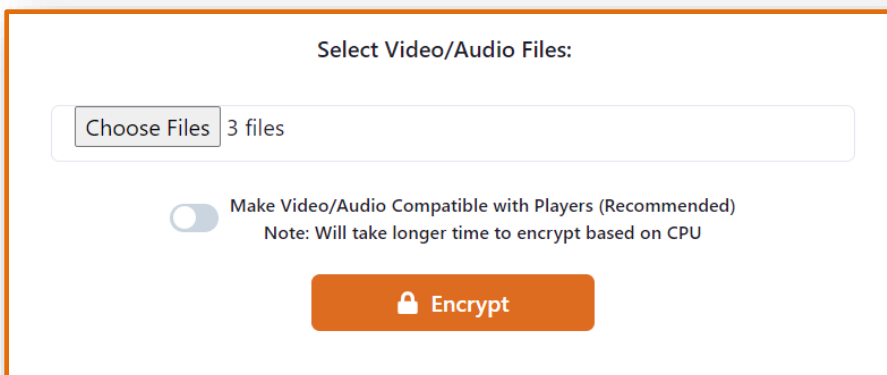 Select Video/Audio Files:
Choose Files 3 files
Make Video/Audio Compatible with Players (Recommended)
Note: Will take longer time to encrypt based on CPU
Encrypt